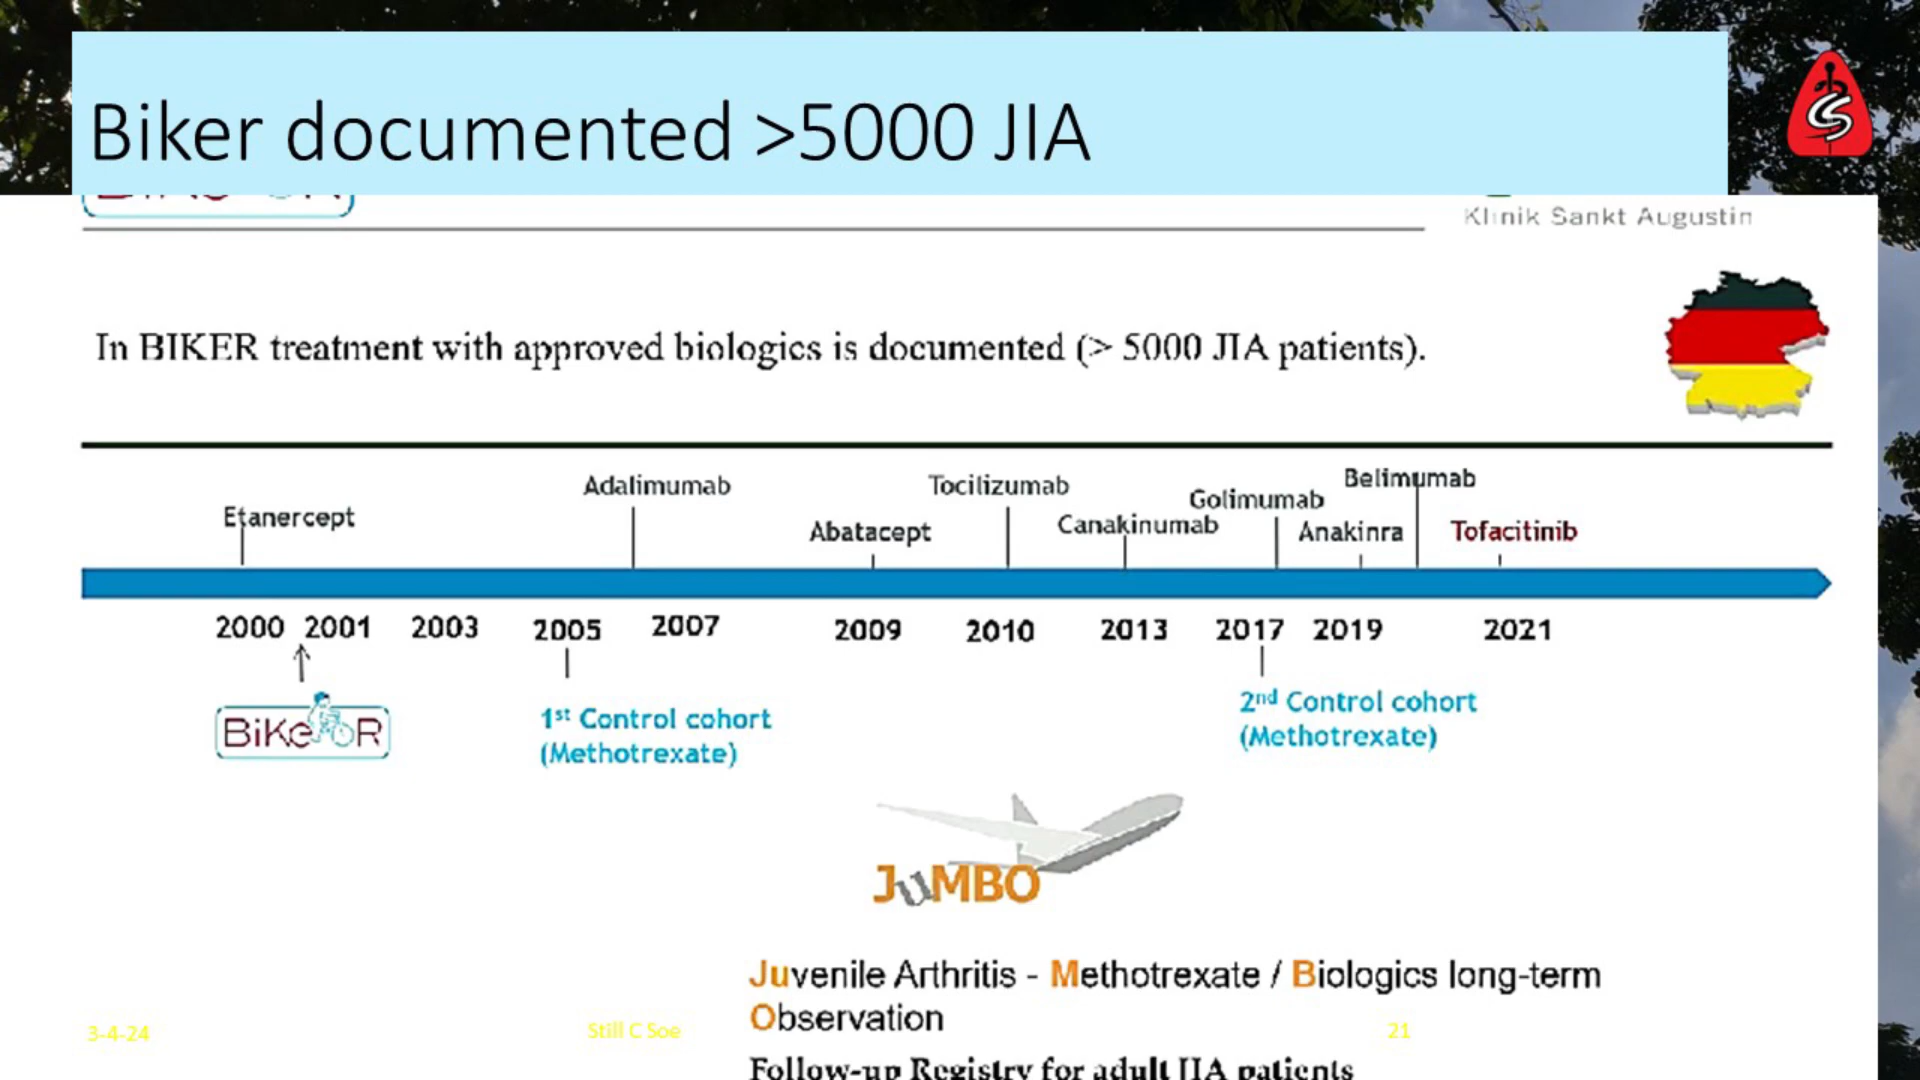 Biker documented >5000 JIA
Klinik Sankt Augustin
In BIKER treatment with approved biologics is documented (> 5000 JIA patients).
Etanercept
Adalimumab
Abatacept
Tocilizumab
Canakinumab
Golimumab
Anakinra
Belimumab
Tofacitinib
2000 2001 2003 2005 2007 2009 2010 2013 2017 2019 2021
BiKeR
1st Control cohort
(Methotrexate)
2nd Control cohort
(Methotrexate)
JuMBO
Juvenile Arthritis - Methotrexate / Biologics long-term
Observation
Follow-up Registry for adult JIA patients
3-4-24
Still C Soe
21